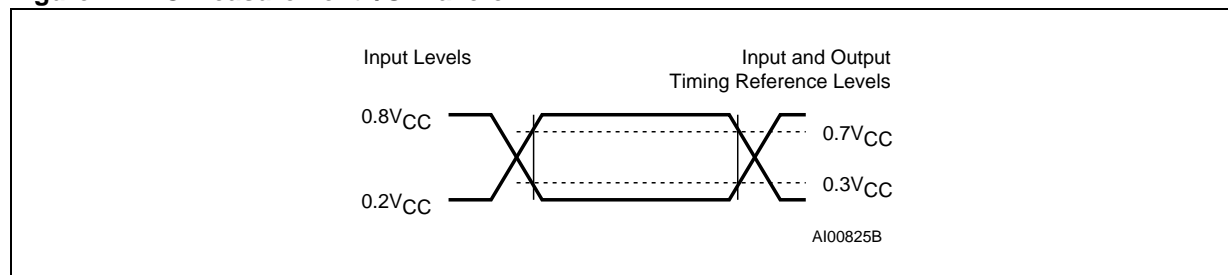 Input Levels
Input and Output
Timing Reference Levels
0.8VCC
0.7VCC
0.3VCC
0.2VCC
AI00825B